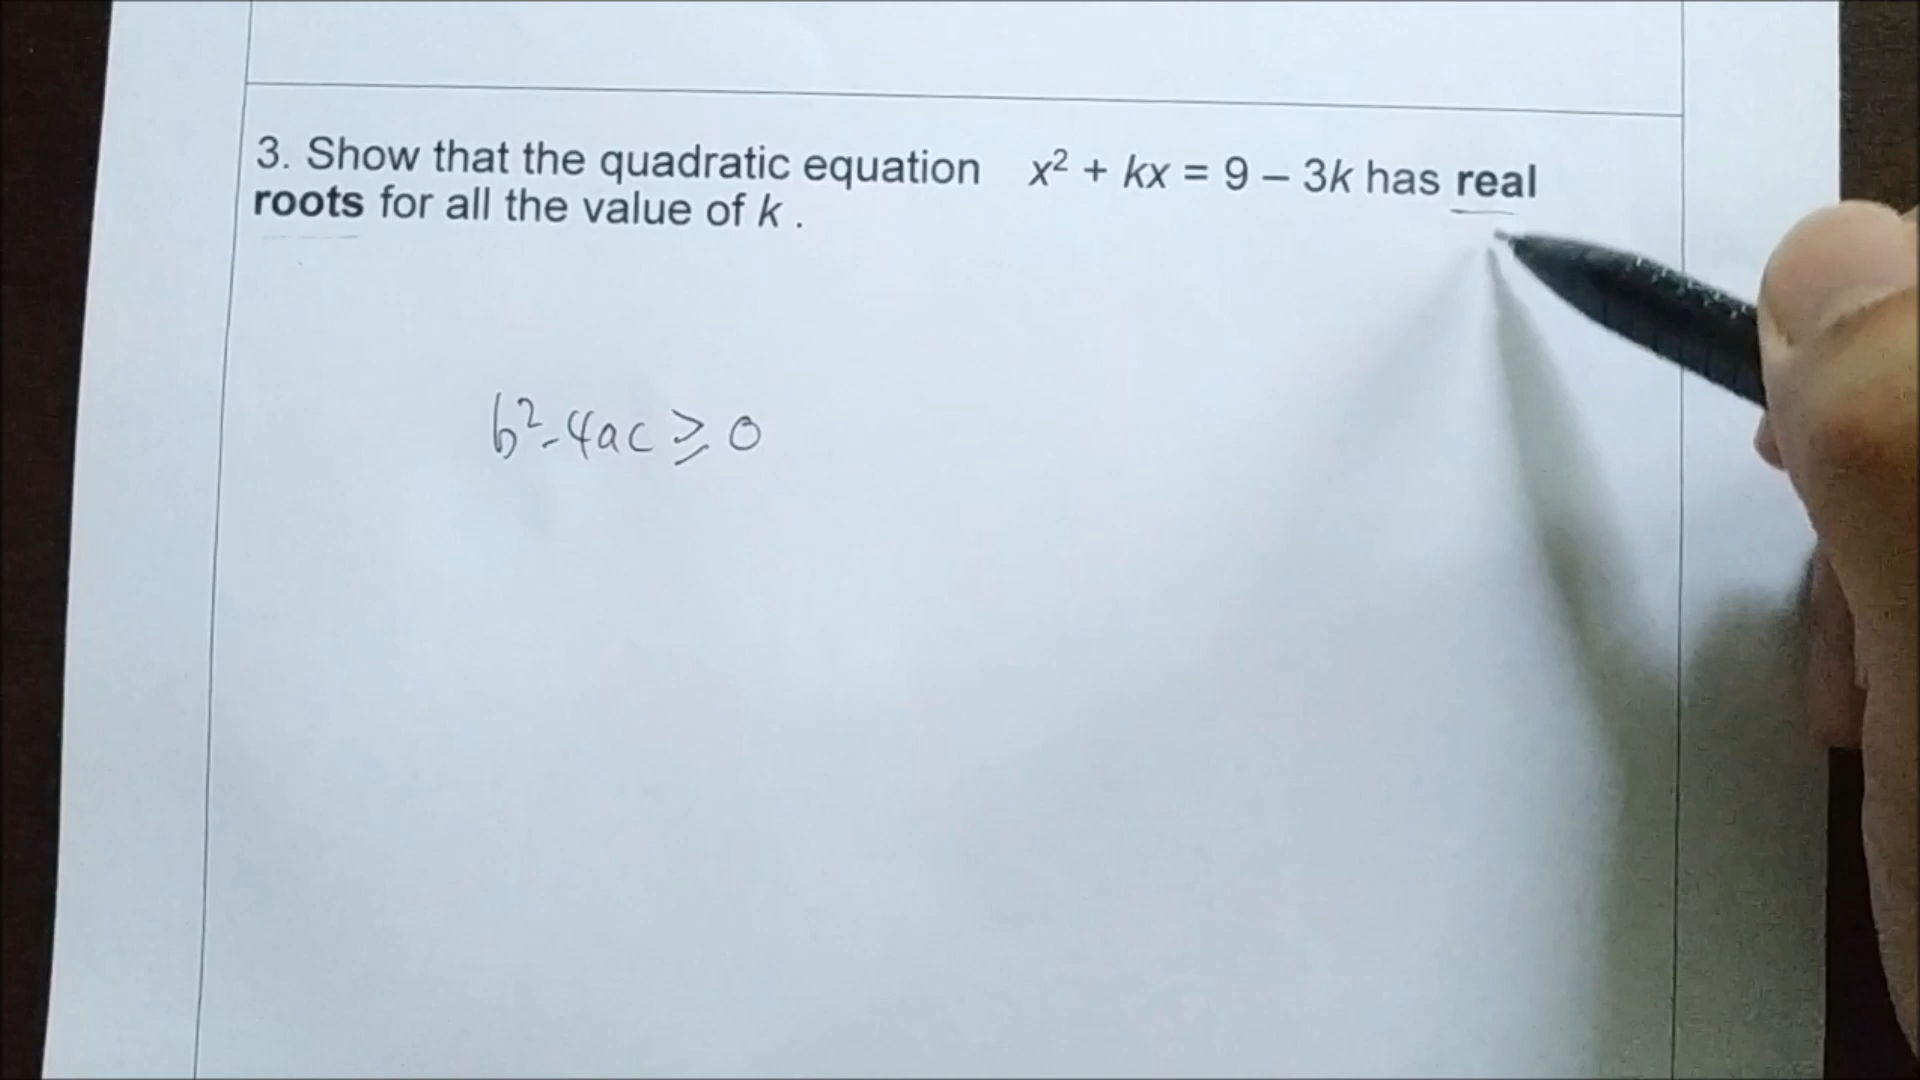 3. Show that the quadratic equation x² + kx = 9 – 3k has real
roots for all the value of k .
b²-4ac ≥ 0